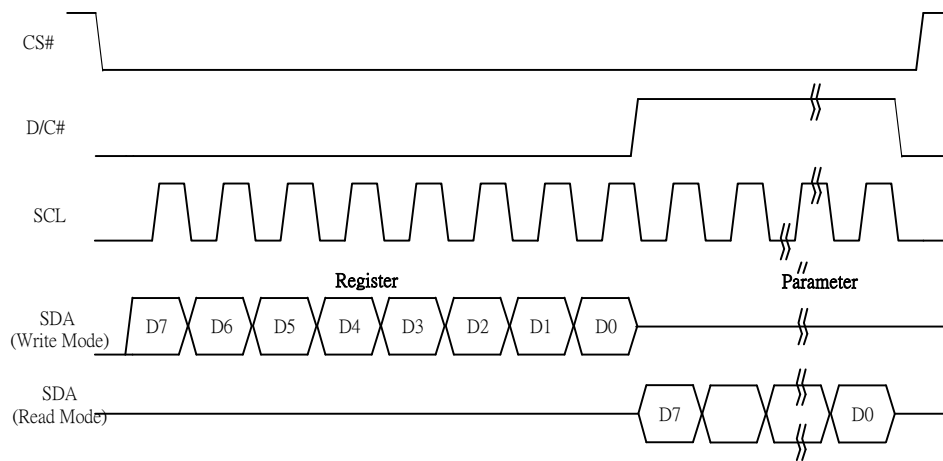 CS#
D/C#
SCL
Register Parameter
SDA
(Write Mode)
D7 D6 D5 D4 D3 D2 D1 D0
SDA
(Read Mode)
D7 D0